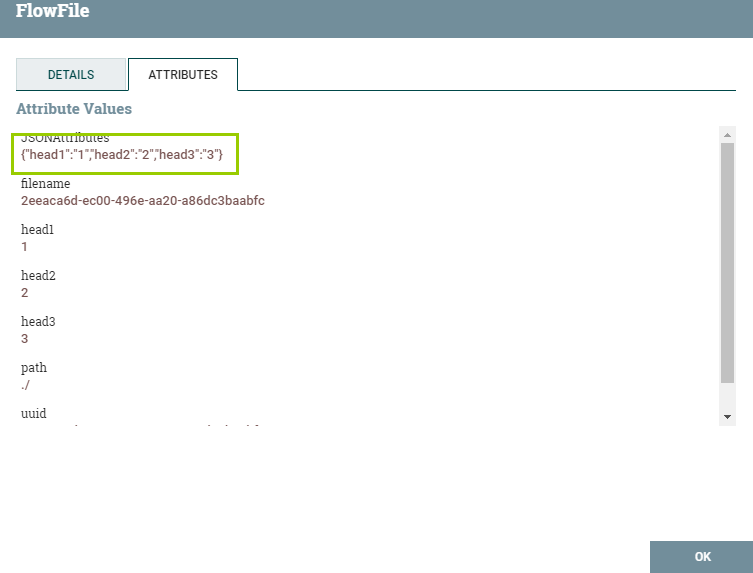 FlowFile
DETAILS
ATTRIBUTES
Attribute Values
JSONAttributes
{"head1":"1","head2":"2","head3":"3"}
filename
2eeaca6d-ec00-496e-aa20-a86dc3baabfc
head1
1
head2
2
head3
3
path
./
uuid
OK